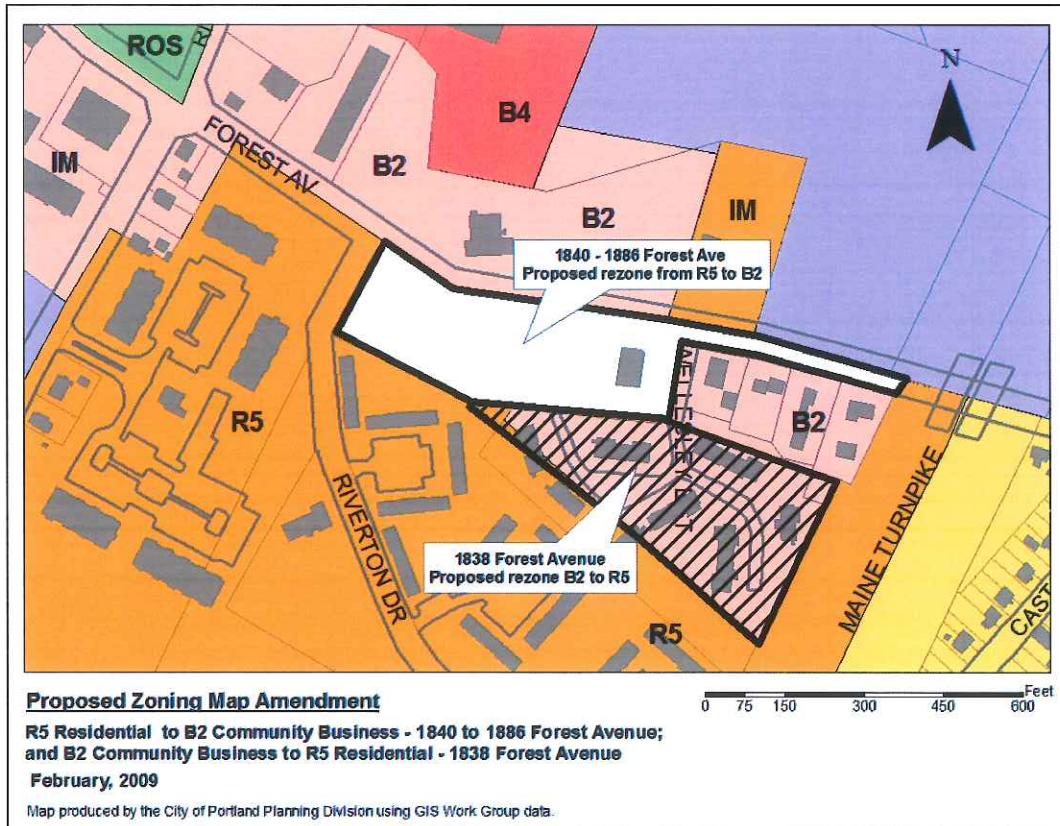 ROS
FOREST AV
B4
N
IM
B2
B2
IM
1840 - 1886 Forest Ave
Proposed rezone from R5 to B2
R5
WELLESLEY ET
B2
RIVERTON DR
MAINE TURNPIKE
1838 Forest Avenue
Proposed rezone B2 to R5
R5
CAST
Proposed Zoning Map Amendment
Feet
0 75 150 300 450 600
R5 Residential to B2 Community Business - 1840 to 1886 Forest Avenue;
and B2 Community Business to R5 Residential - 1838 Forest Avenue
February, 2009
Map produced by the City of Portland Planning Division using GIS Work Group data.